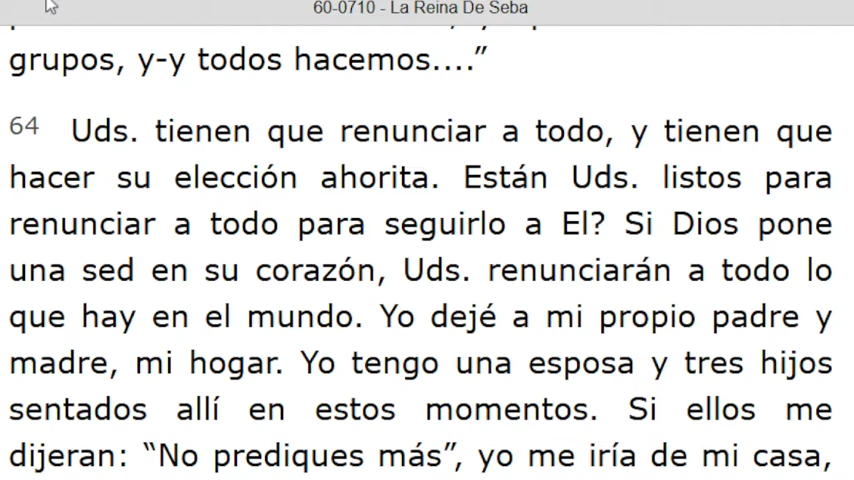 60-0710 - La Reina De Seba
grupos, y-y todos hacemos....”
64 Uds. tienen que renunciar a todo, y tienen que
hacer su elección ahorita. Están Uds. listos para
renunciar a todo para seguirlo a El? Si Dios pone
una sed en su corazón, Uds. renunciarán a todo lo
que hay en el mundo. Yo dejé a mi propio padre y
madre, mi hogar. Yo tengo una esposa y tres hijos
sentados allí en estos momentos. Si ellos me
dijeran: “No prediques más”, yo me iría de mi casa,